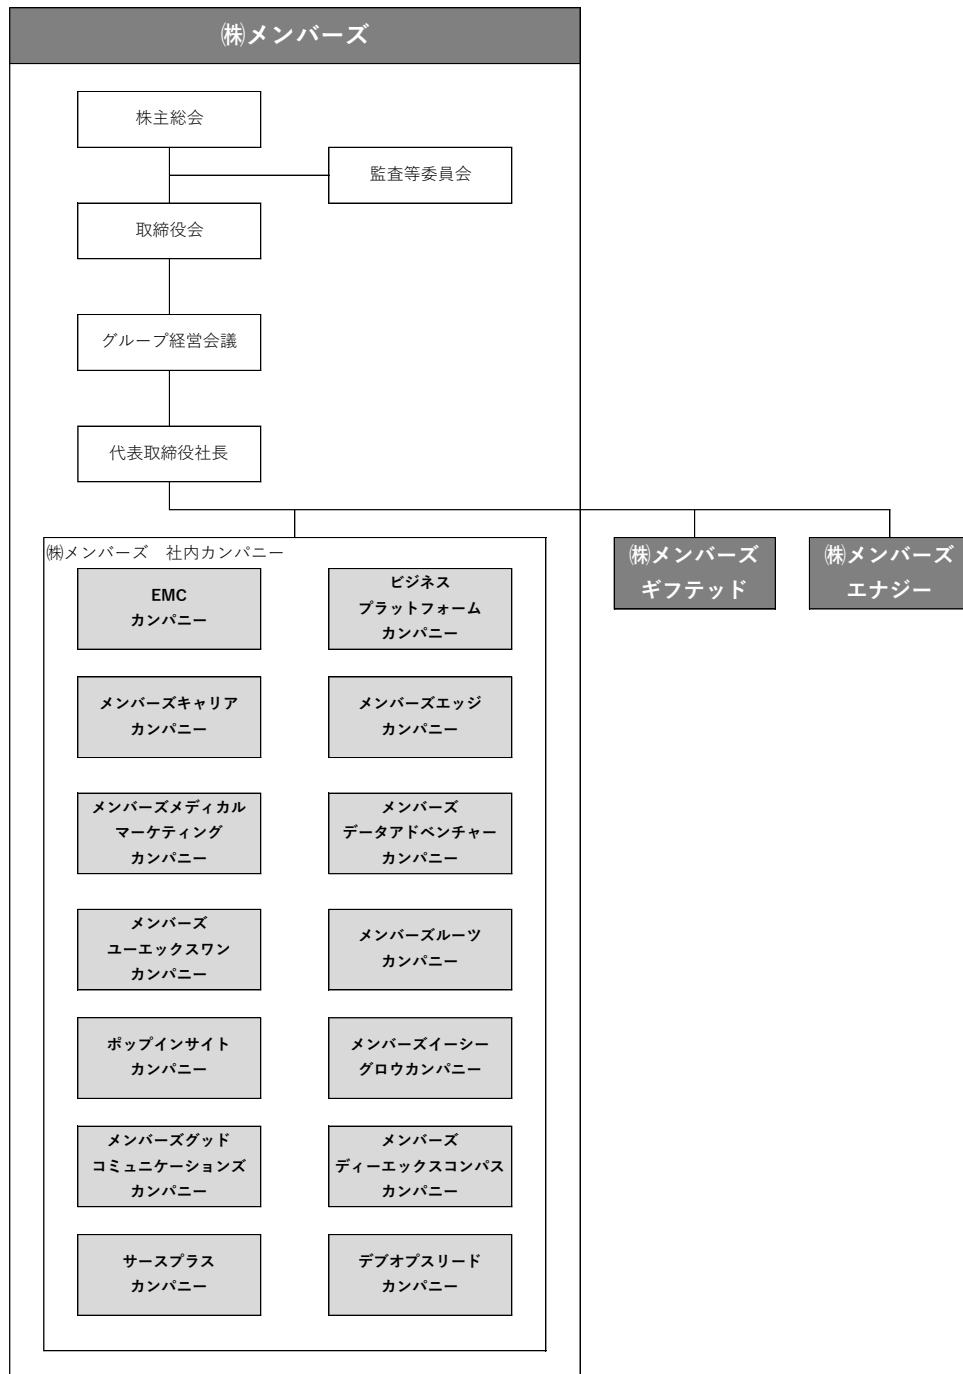 ㈱メンバーズ
株主総会
監査等委員会
取締役会
グループ経営会議
代表取締役社長
㈱メンバーズ　社内カンパニー
㈱メンバーズ
ギフテッド
㈱メンバーズ
エナジー
EMC
カンパニー
ビジネス
プラットフォーム
カンパニー
メンバーズキャリア
カンパニー
メンバーズエッジ
カンパニー
メンバーズメディカル
マーケティング
カンパニー
メンバーズ
データアドベンチャー
カンパニー
メンバーズ
ユーエックスワン
カンパニー
メンバーズルーツ
カンパニー
ポップインサイト
カンパニー
メンバーズイーシー
グロウカンパニー
メンバーズグッド
コミュニケーションズ
カンパニー
メンバーズ
ディーエックスコンパス
カンパニー
サースプラス
カンパニー
デブオプスリード
カンパニー